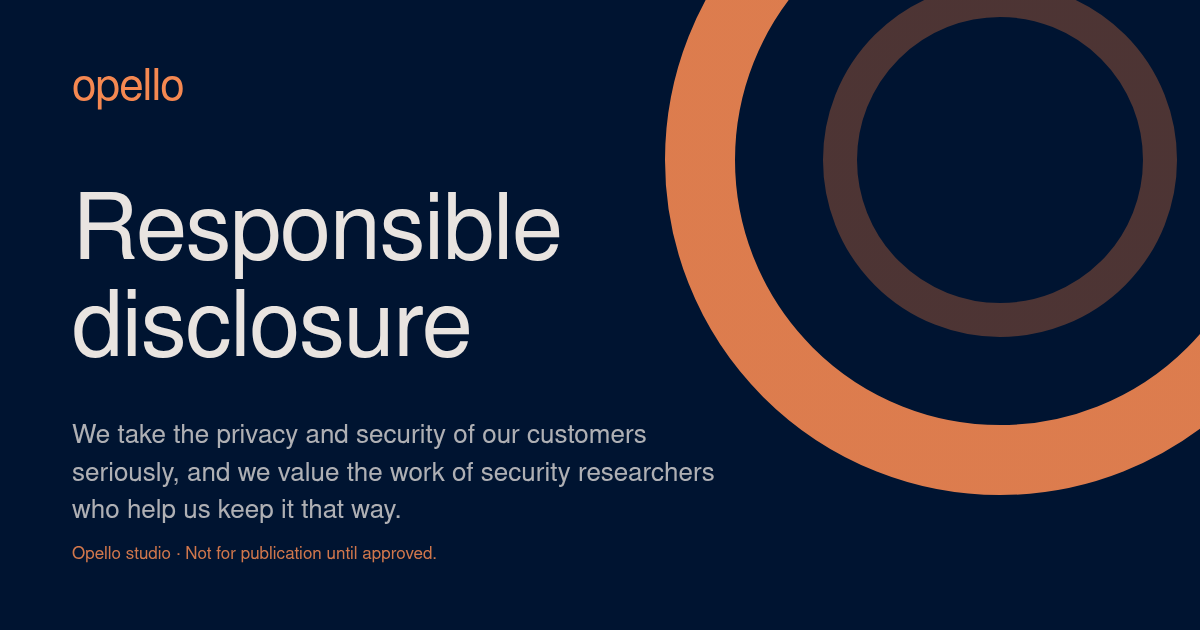 opello
Responsible
disclosure
We take the privacy and security of our customers
seriously, and we value the work of security researchers
who help us keep it that way.
Opello studio · Not for publication until approved.